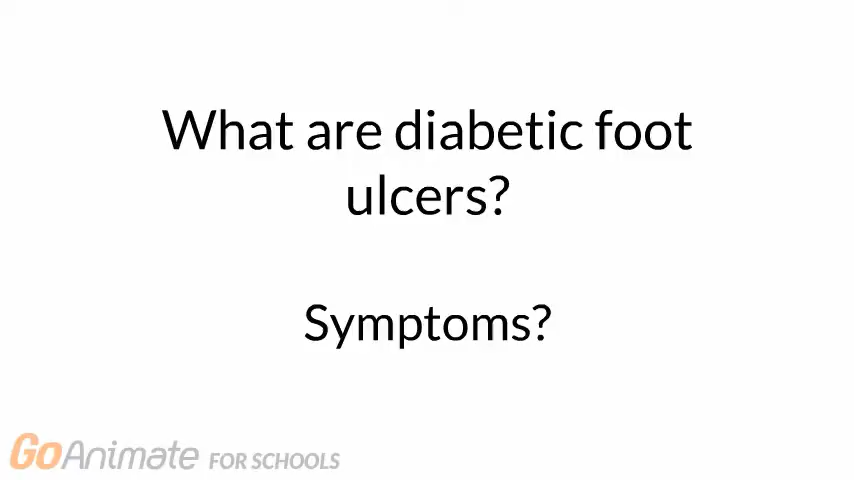 What are diabetic foot
ulcers?
Symptoms?
GoAnimate FOR SCHOOLS